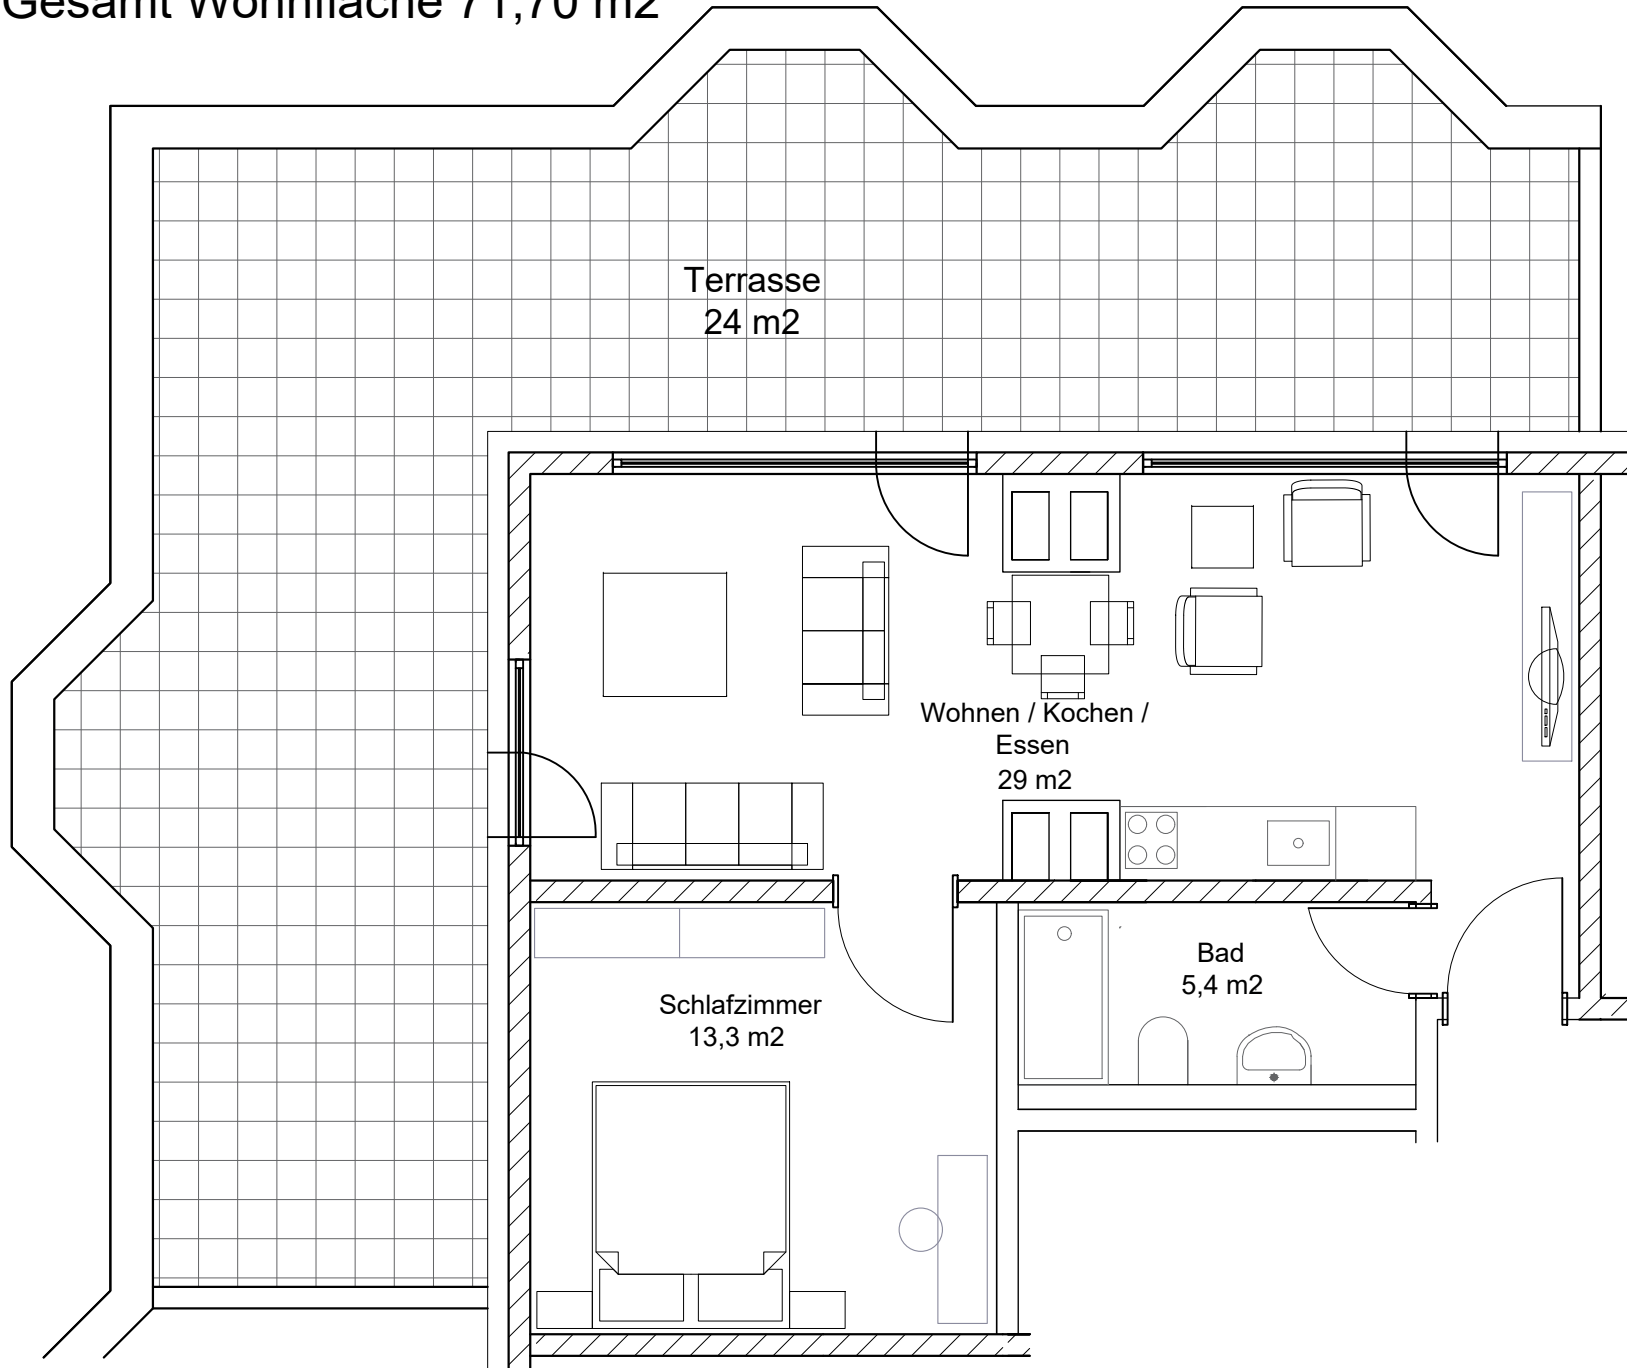 Gesamt Wohnfläche 71,70 m2
Terrasse
24 m2
Wohnen / Kochen /
Essen
29 m2
Bad
5,4 m2
Schlafzimmer
13,3 m2